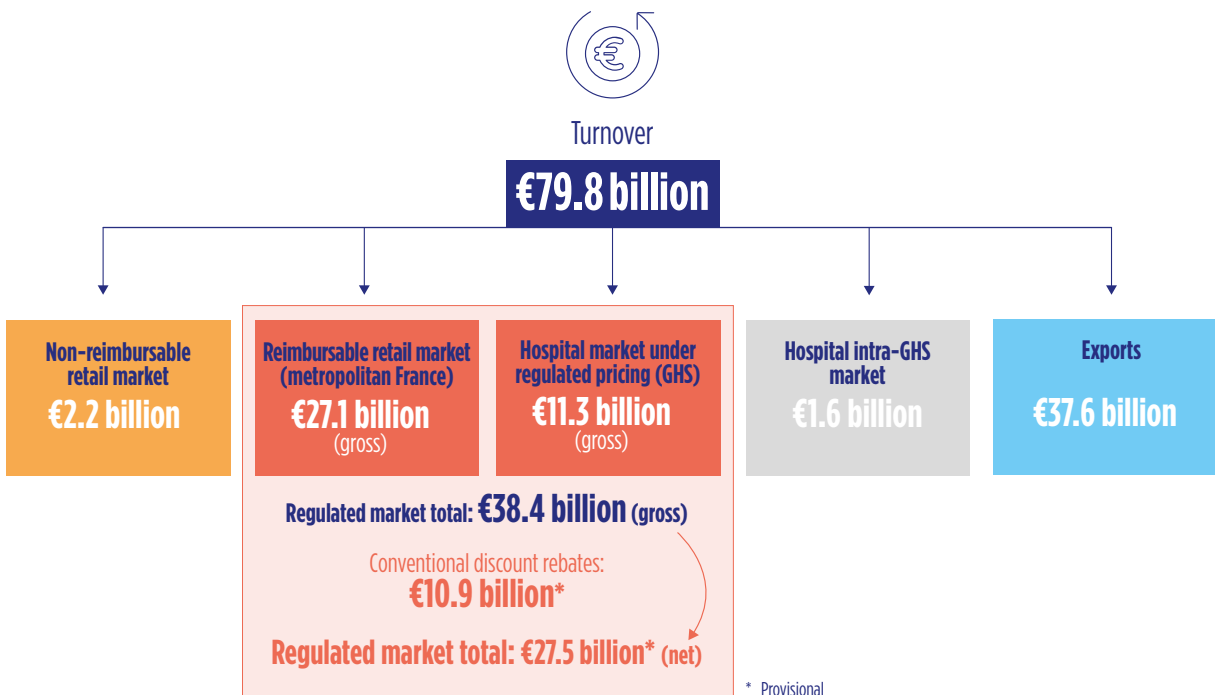 €
Turnover
€79.8 billion
Non-reimbursable
retail market
€2.2 billion
Reimbursable retail market
(metropolitan France)
€27.1 billion
(gross)
Hospital market under
regulated pricing (GHS)
€11.3 billion
(gross)
Hospital intra-GHS
market
€1.6 billion
Exports
€37.6 billion
Regulated market total: €38.4 billion (gross)
Conventional discount rebates:
€10.9 billion*
Regulated market total: €27.5 billion* (net)
* Provisional